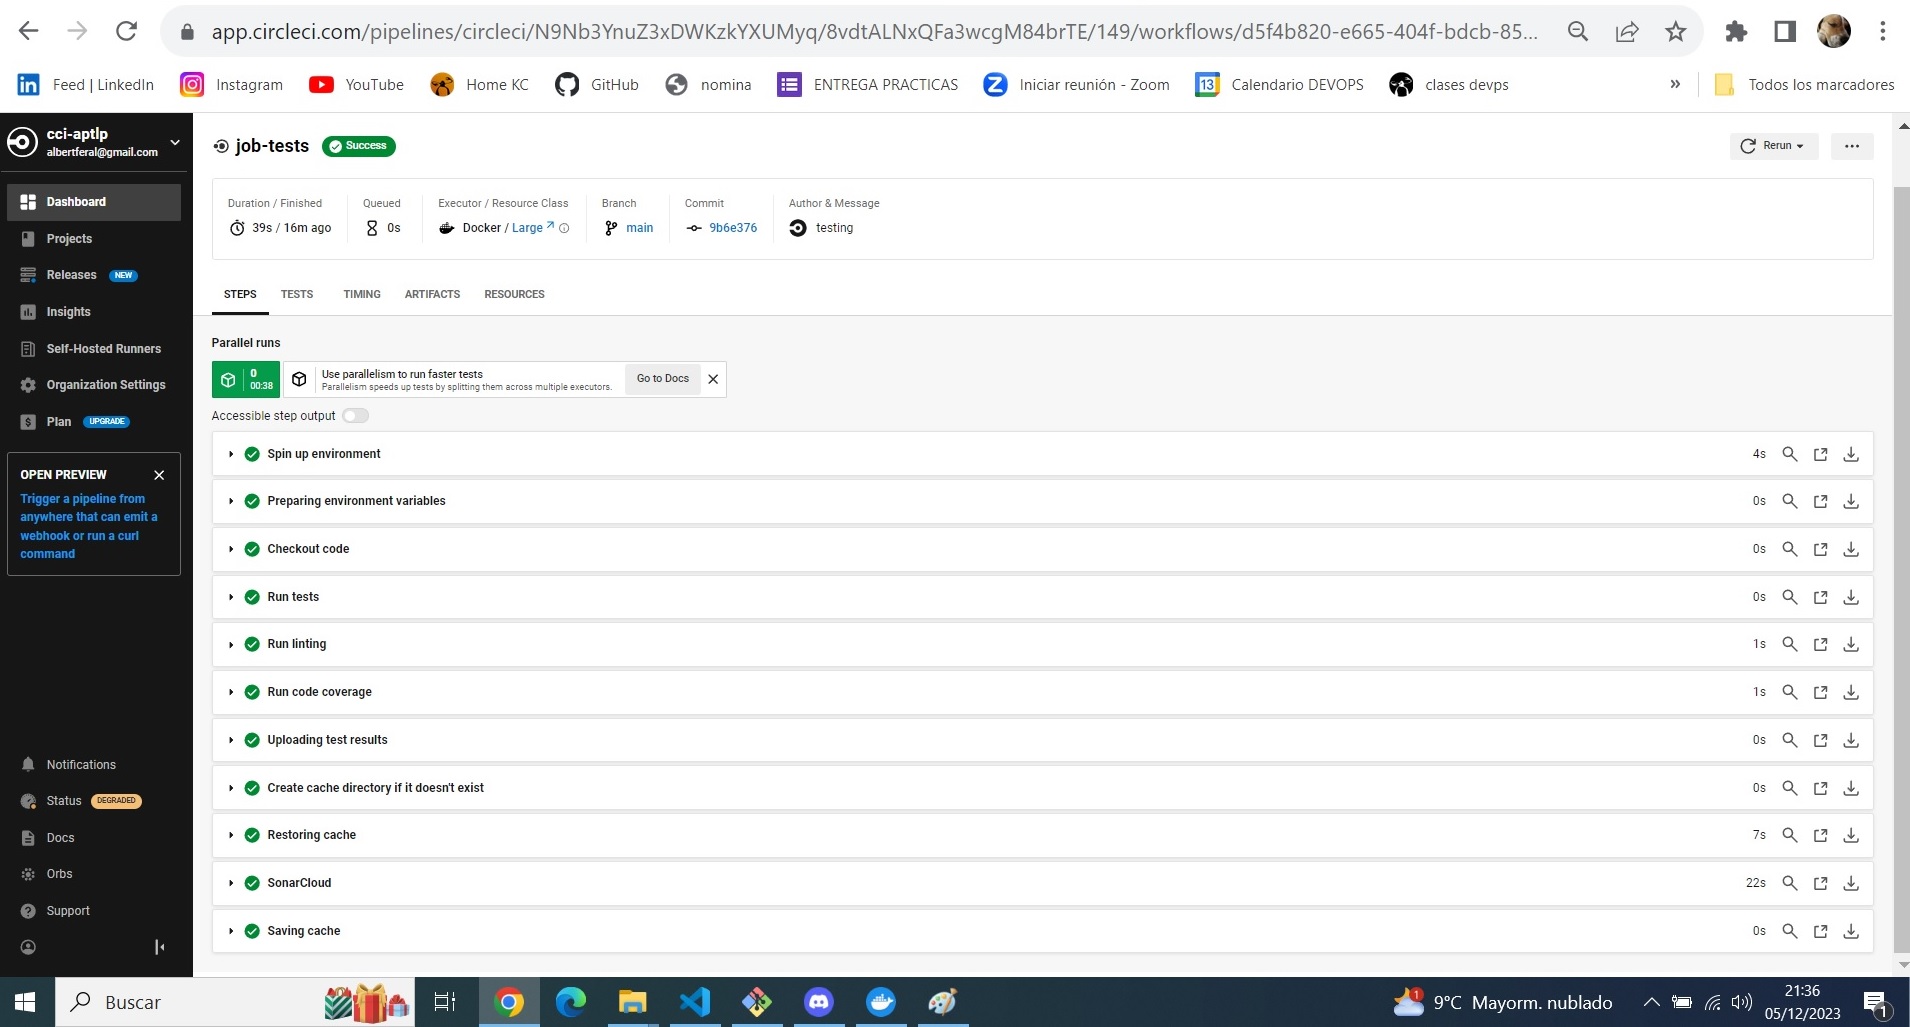 app.circleci.com/pipelines/circleci/N9Nb3YnuZ3xDWKzkYXUMyq/8vdtALNxQFa3wcgM84brTE/149/workflows/d5f4b820-e665-404f-bdcb-85...
Feed | LinkedIn Instagram YouTube Home KC GitHub nomina ENTREGA PRACTICAS Iniciar reunión - Zoom 13 Calendario DEVOPS clases devps » Todos los marcadores
cci-aptlp
albertferal@gmail.com
Dashboard
Projects
Releases NEW
Insights
Self-Hosted Runners
Organization Settings
Plan UPGRADE
OPEN PREVIEW
Trigger a pipeline from
anywhere that can emit a
webhook or run a curl
command
Notifications
Status DEGRADED
Docs
Orbs
Support
job-tests Success Rerun
Duration / Finished Queued Executor / Resource Class Branch Commit Author & Message
39s / 16m ago 0s Docker / Large main 9b6e376 testing
STEPS TESTS TIMING ARTIFACTS RESOURCES
Parallel runs
0
00:38
Use parallelism to run faster tests
Parallelism speeds up tests by splitting them across multiple executors.
Go to Docs
Accessible step output
Spin up environment 4s
Preparing environment variables 0s
Checkout code 0s
Run tests 0s
Run linting 1s
Run code coverage 1s
Uploading test results 0s
Create cache directory if it doesn't exist 0s
Restoring cache 7s
SonarCloud 22s
Saving cache 0s
Buscar
1
9°C Mayorm. nublado
21:36
05/12/2023
1